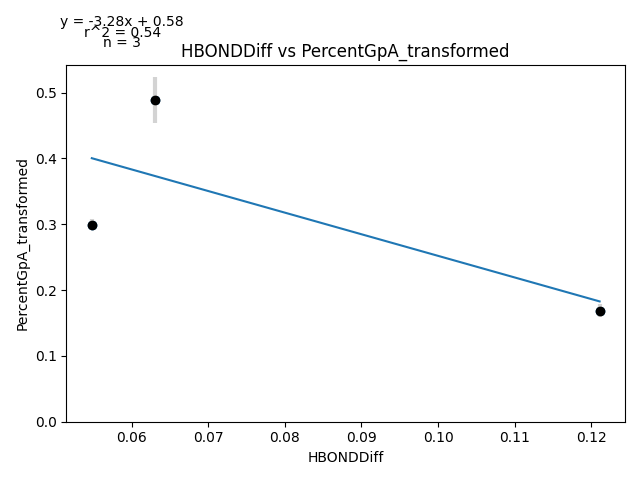 y = -3.28x + 0.58
r^2 = 0.54
n = 3
HBONDDiff vs PercentGpA_transformed
PercentGpA_transformed
0.5
0.4
0.3
0.2
0.1
0.0
0.06 0.07 0.08 0.09 0.10 0.11 0.12
HBONDDiff